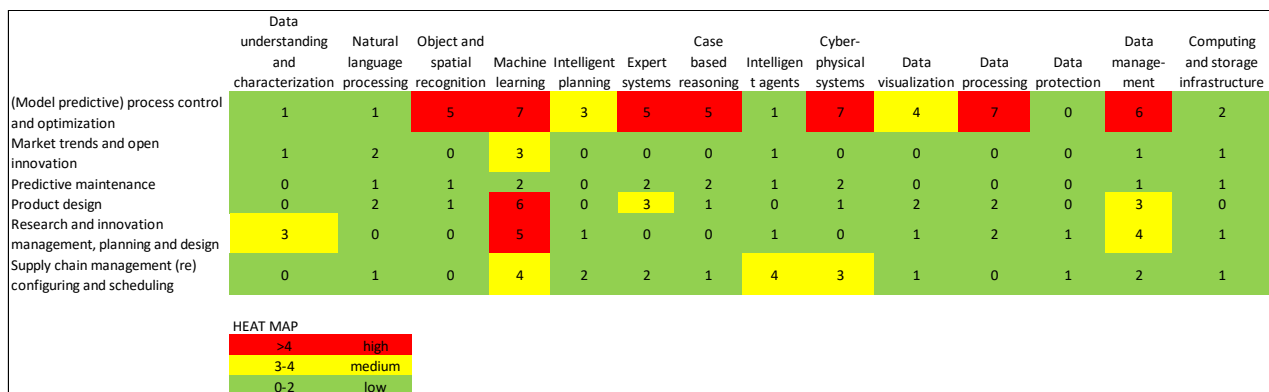 Data understanding and characterization Natural language processing Object and spatial recognition Machine learning Intelligent planning Expert systems Case based reasoning Intelligen t agents Cyber- physical systems Data visualization Data processing Data protection Data manage- ment Computing and storage infrastructure
(Model predictive) process control and optimization 1 1 5 7 3 5 5 1 7 4 7 0 6 2
Market trends and open innovation 1 2 0 3 0 0 0 1 0 0 0 0 1 1
Predictive maintenance 0 1 1 2 0 2 2 1 2 0 0 0 1 1
Product design 0 2 1 6 0 3 1 0 1 2 2 0 3 0
Research and innovation management, planning and design 3 0 0 5 1 0 0 1 0 1 2 1 4 1
Supply chain management (re) configuring and scheduling 0 1 0 4 2 2 1 4 3 1 0 1 2 1
HEAT MAP
>4 high
3-4 medium
0-2 low